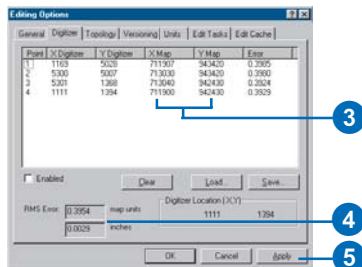 Editing Options
General Digitizer Topology Versioning Units Edit Tasks Edit Cache
Point X Digitizer Y Digitizer X Map Y Map Error
1 1169 5028 711907 943420 0.3985
2 5300 5007 713030 943420 0.3980
3 5301 1368 713040 942430 0.3924
4 1111 1394 711900 942430 0.3929
3
Enabled Clear Load... Save...
RMS Error: 0.3954 map units
0.0029 inches
Digitizer Location (X,Y)
1111 1394
4
OK Cancel Apply
5